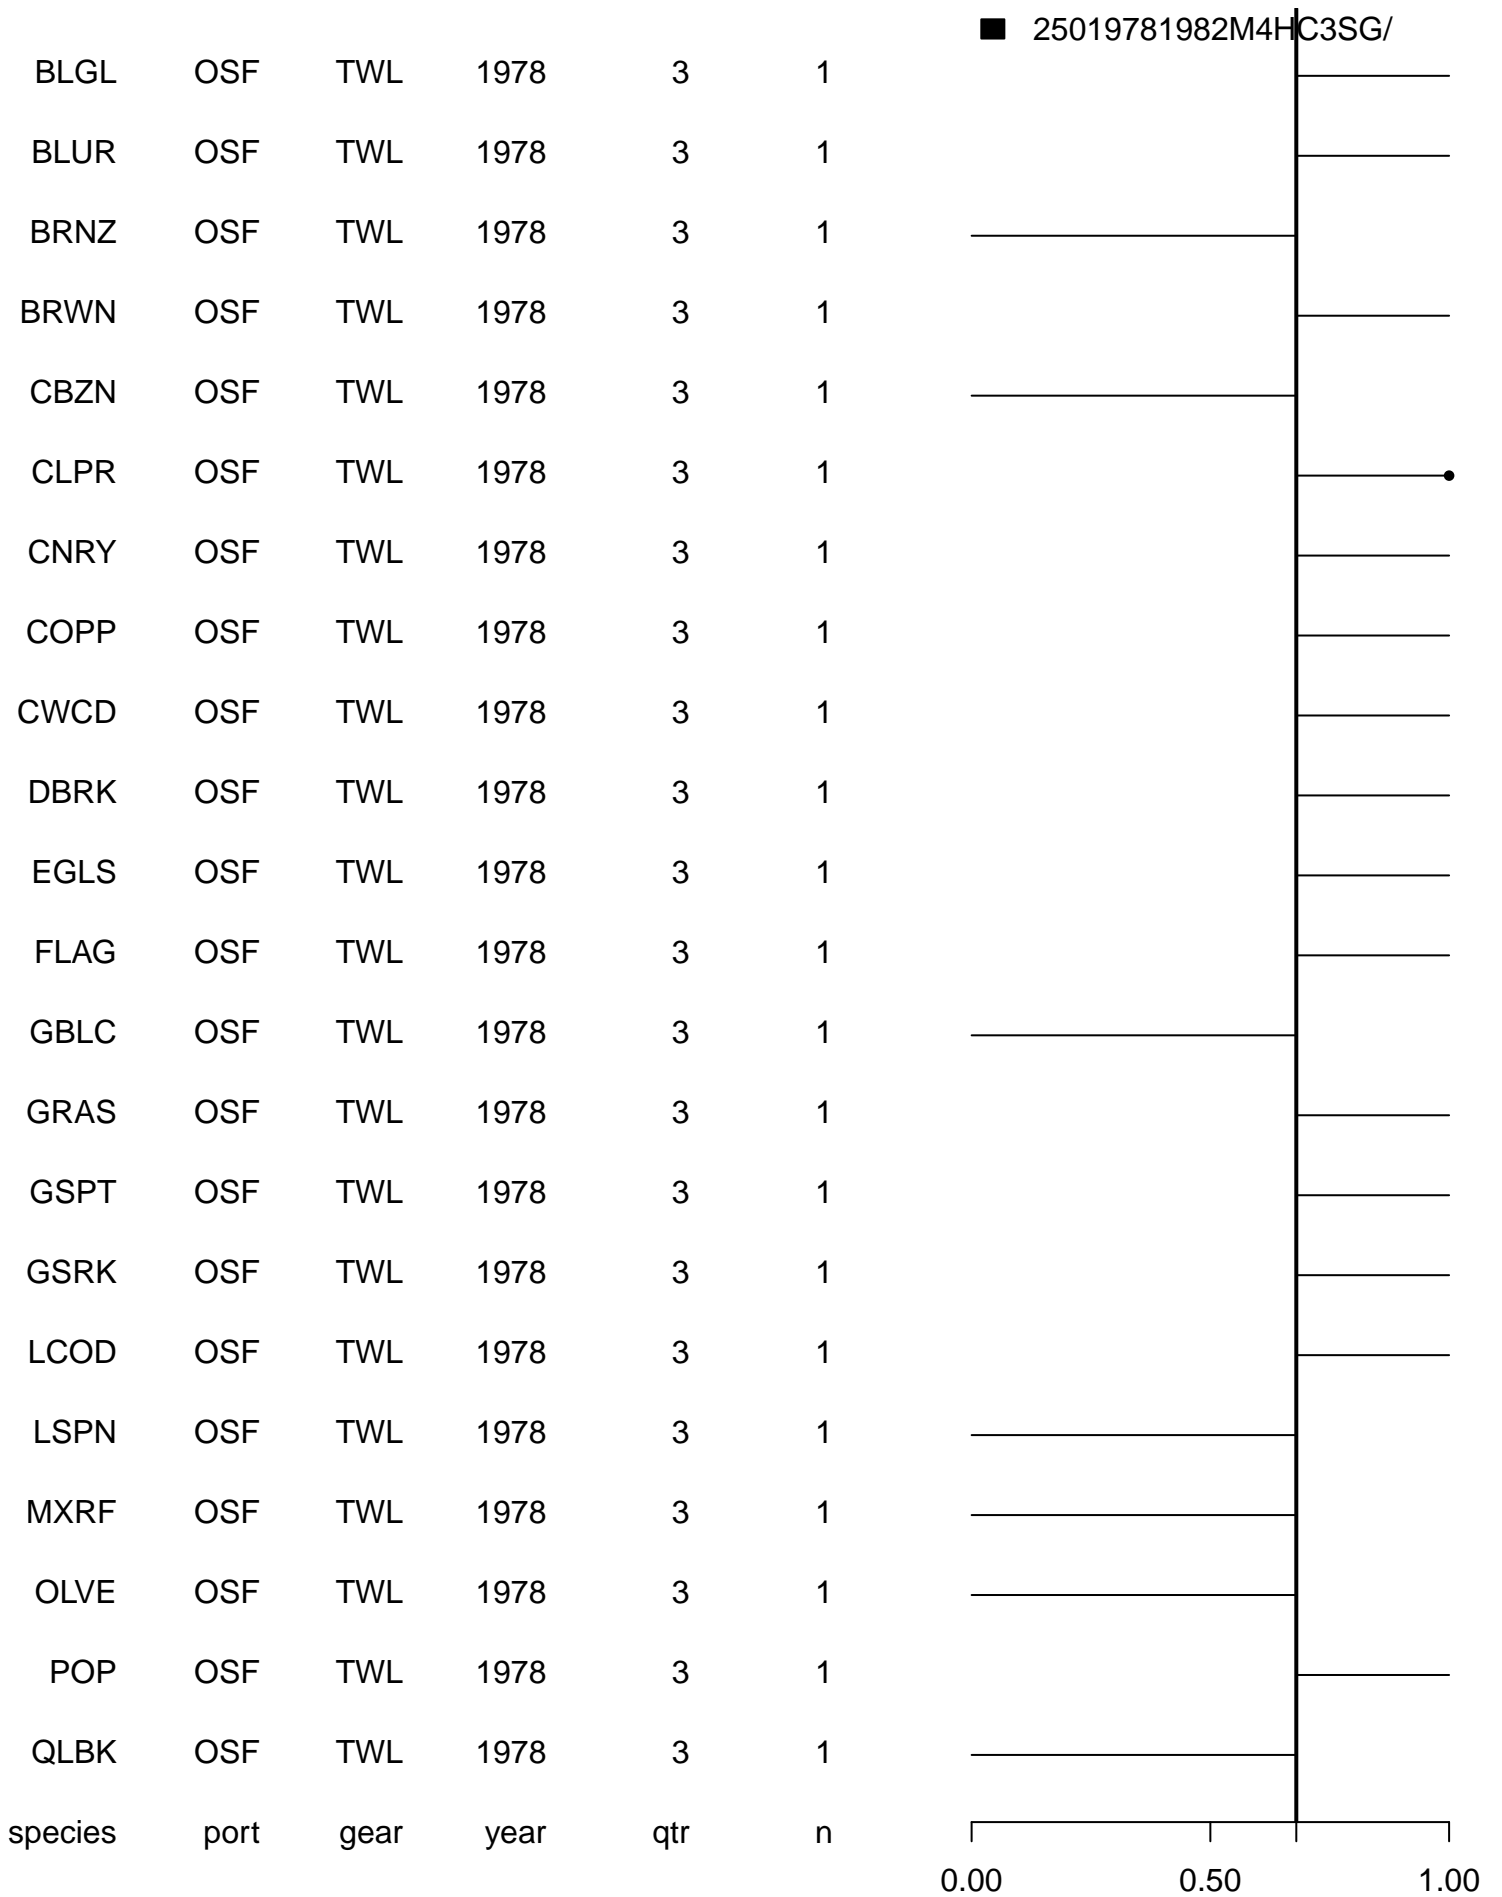 25019781982M4HC3SG/
BLGL OSF TWL 1978 3 1
BLUR OSF TWL 1978 3 1
BRNZ OSF TWL 1978 3 1
BRWN OSF TWL 1978 3 1
CBZN OSF TWL 1978 3 1
CLPR OSF TWL 1978 3 1
CNRY OSF TWL 1978 3 1
COPP OSF TWL 1978 3 1
CWCD OSF TWL 1978 3 1
DBRK OSF TWL 1978 3 1
EGLS OSF TWL 1978 3 1
FLAG OSF TWL 1978 3 1
GBLC OSF TWL 1978 3 1
GRAS OSF TWL 1978 3 1
GSPT OSF TWL 1978 3 1
GSRK OSF TWL 1978 3 1
LCOD OSF TWL 1978 3 1
LSPN OSF TWL 1978 3 1
MXRF OSF TWL 1978 3 1
OLVE OSF TWL 1978 3 1
POP OSF TWL 1978 3 1
QLBK OSF TWL 1978 3 1
species port gear year qtr n
0.00 0.50 1.00